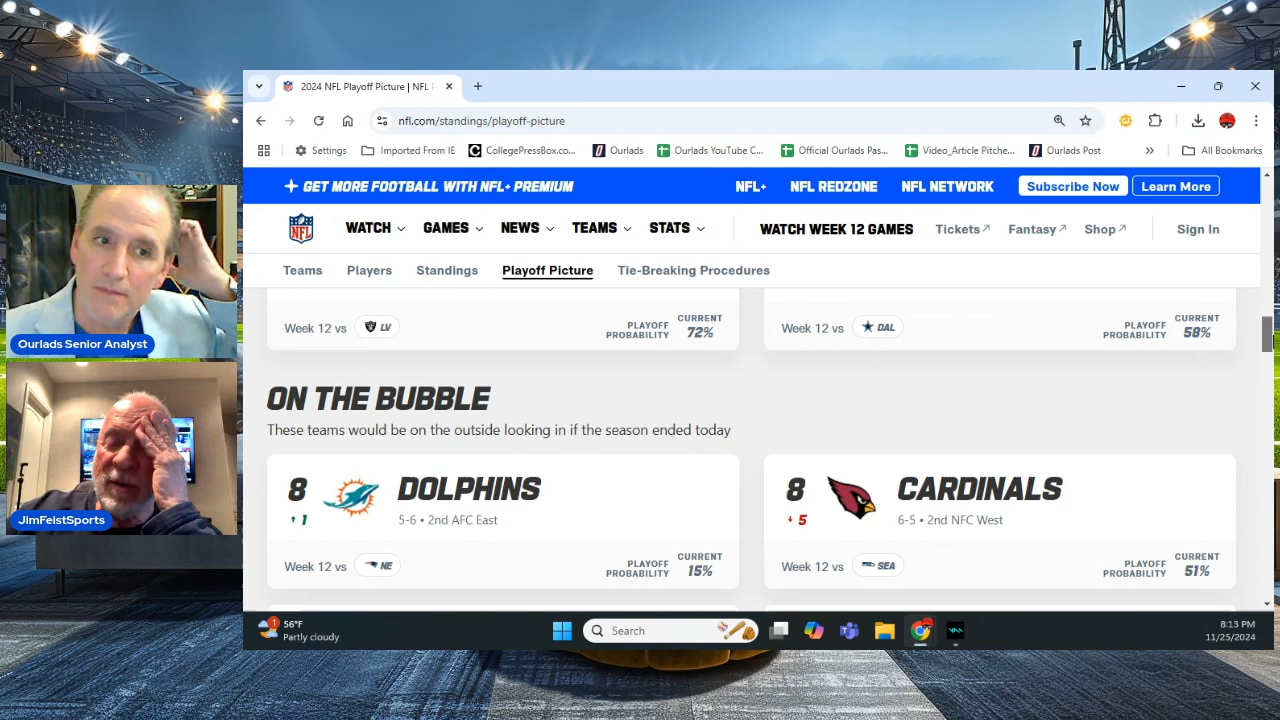 2024 NFL Playoff Picture | NFL
nfl.com/standings/playoff-picture
Settings
Imported From IE
CollegePressBox.co...
Ourlads
Ourlads YouTube C...
Official Ourlads Pas...
Video_Article Pitche...
Ourlads Post
All Bookmarks
GET MORE FOOTBALL WITH NFL+ PREMIUM
NFL+
NFL REDZONE
NFL NETWORK
Subscribe Now
Learn More
NFL
WATCH
GAMES
NEWS
TEAMS
STATS
WATCH WEEK 12 GAMES
Tickets
Fantasy
Shop
Sign In
Teams
Players
Standings
Playoff Picture
Tie-Breaking Procedures
Week 12 vs LV
PLAYOFF PROBABILITY
CURRENT
72%
Week 12 vs DAL
PLAYOFF PROBABILITY
CURRENT
58%
ON THE BUBBLE
These teams would be on the outside looking in if the season ended today
8
1
DOLPHINS
5-6 • 2nd AFC East
Week 12 vs NE
PLAYOFF PROBABILITY
CURRENT
15%
8
5
CARDINALS
6-5 • 2nd NFC West
Week 12 vs SEA
PLAYOFF PROBABILITY
CURRENT
51%
Ourlads Senior Analyst
JimFeistSports
1
56°F
Partly cloudy
Search
8:13 PM
11/25/2024